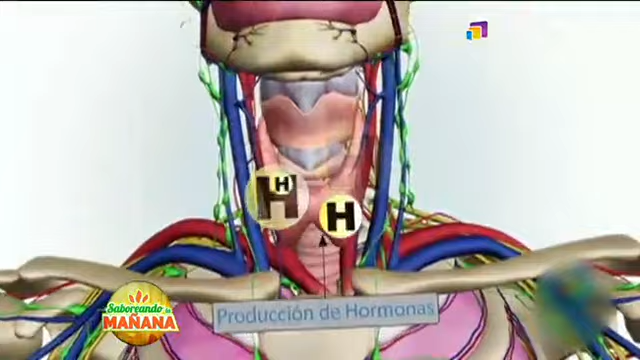 H
H
H
Producción de Hormonas
Saboreando la
MAÑANA